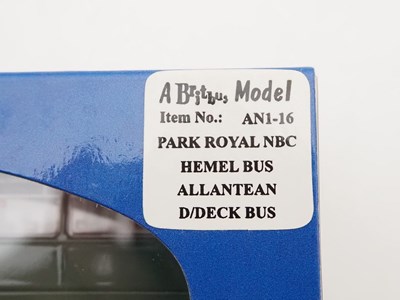 A Britbus Model
Item No.: AN1-16
PARK ROYAL NBC
HEMEL BUS
ALLANTEAN
D/DECK BUS